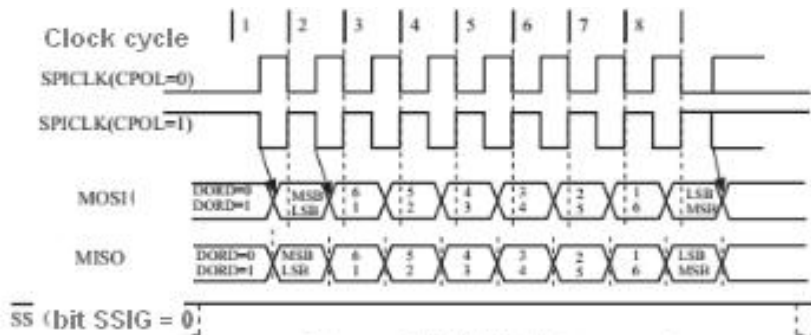 Clock cycle 1 2 3 4 5 6 7 8
SPICLK(CPOL=0)
SPICLK(CPOL=1)
MOSI( DORD=0 MSB 6 5 4 3 2 1 LSB
DORD=1 LSB 1 2 3 4 5 6 MSB
MISO DORD=0 MSB 6 5 4 3 2 1 LSB
DORD=1 LSB 1 2 3 4 5 6 MSB
SS (bit SSIG = 0)